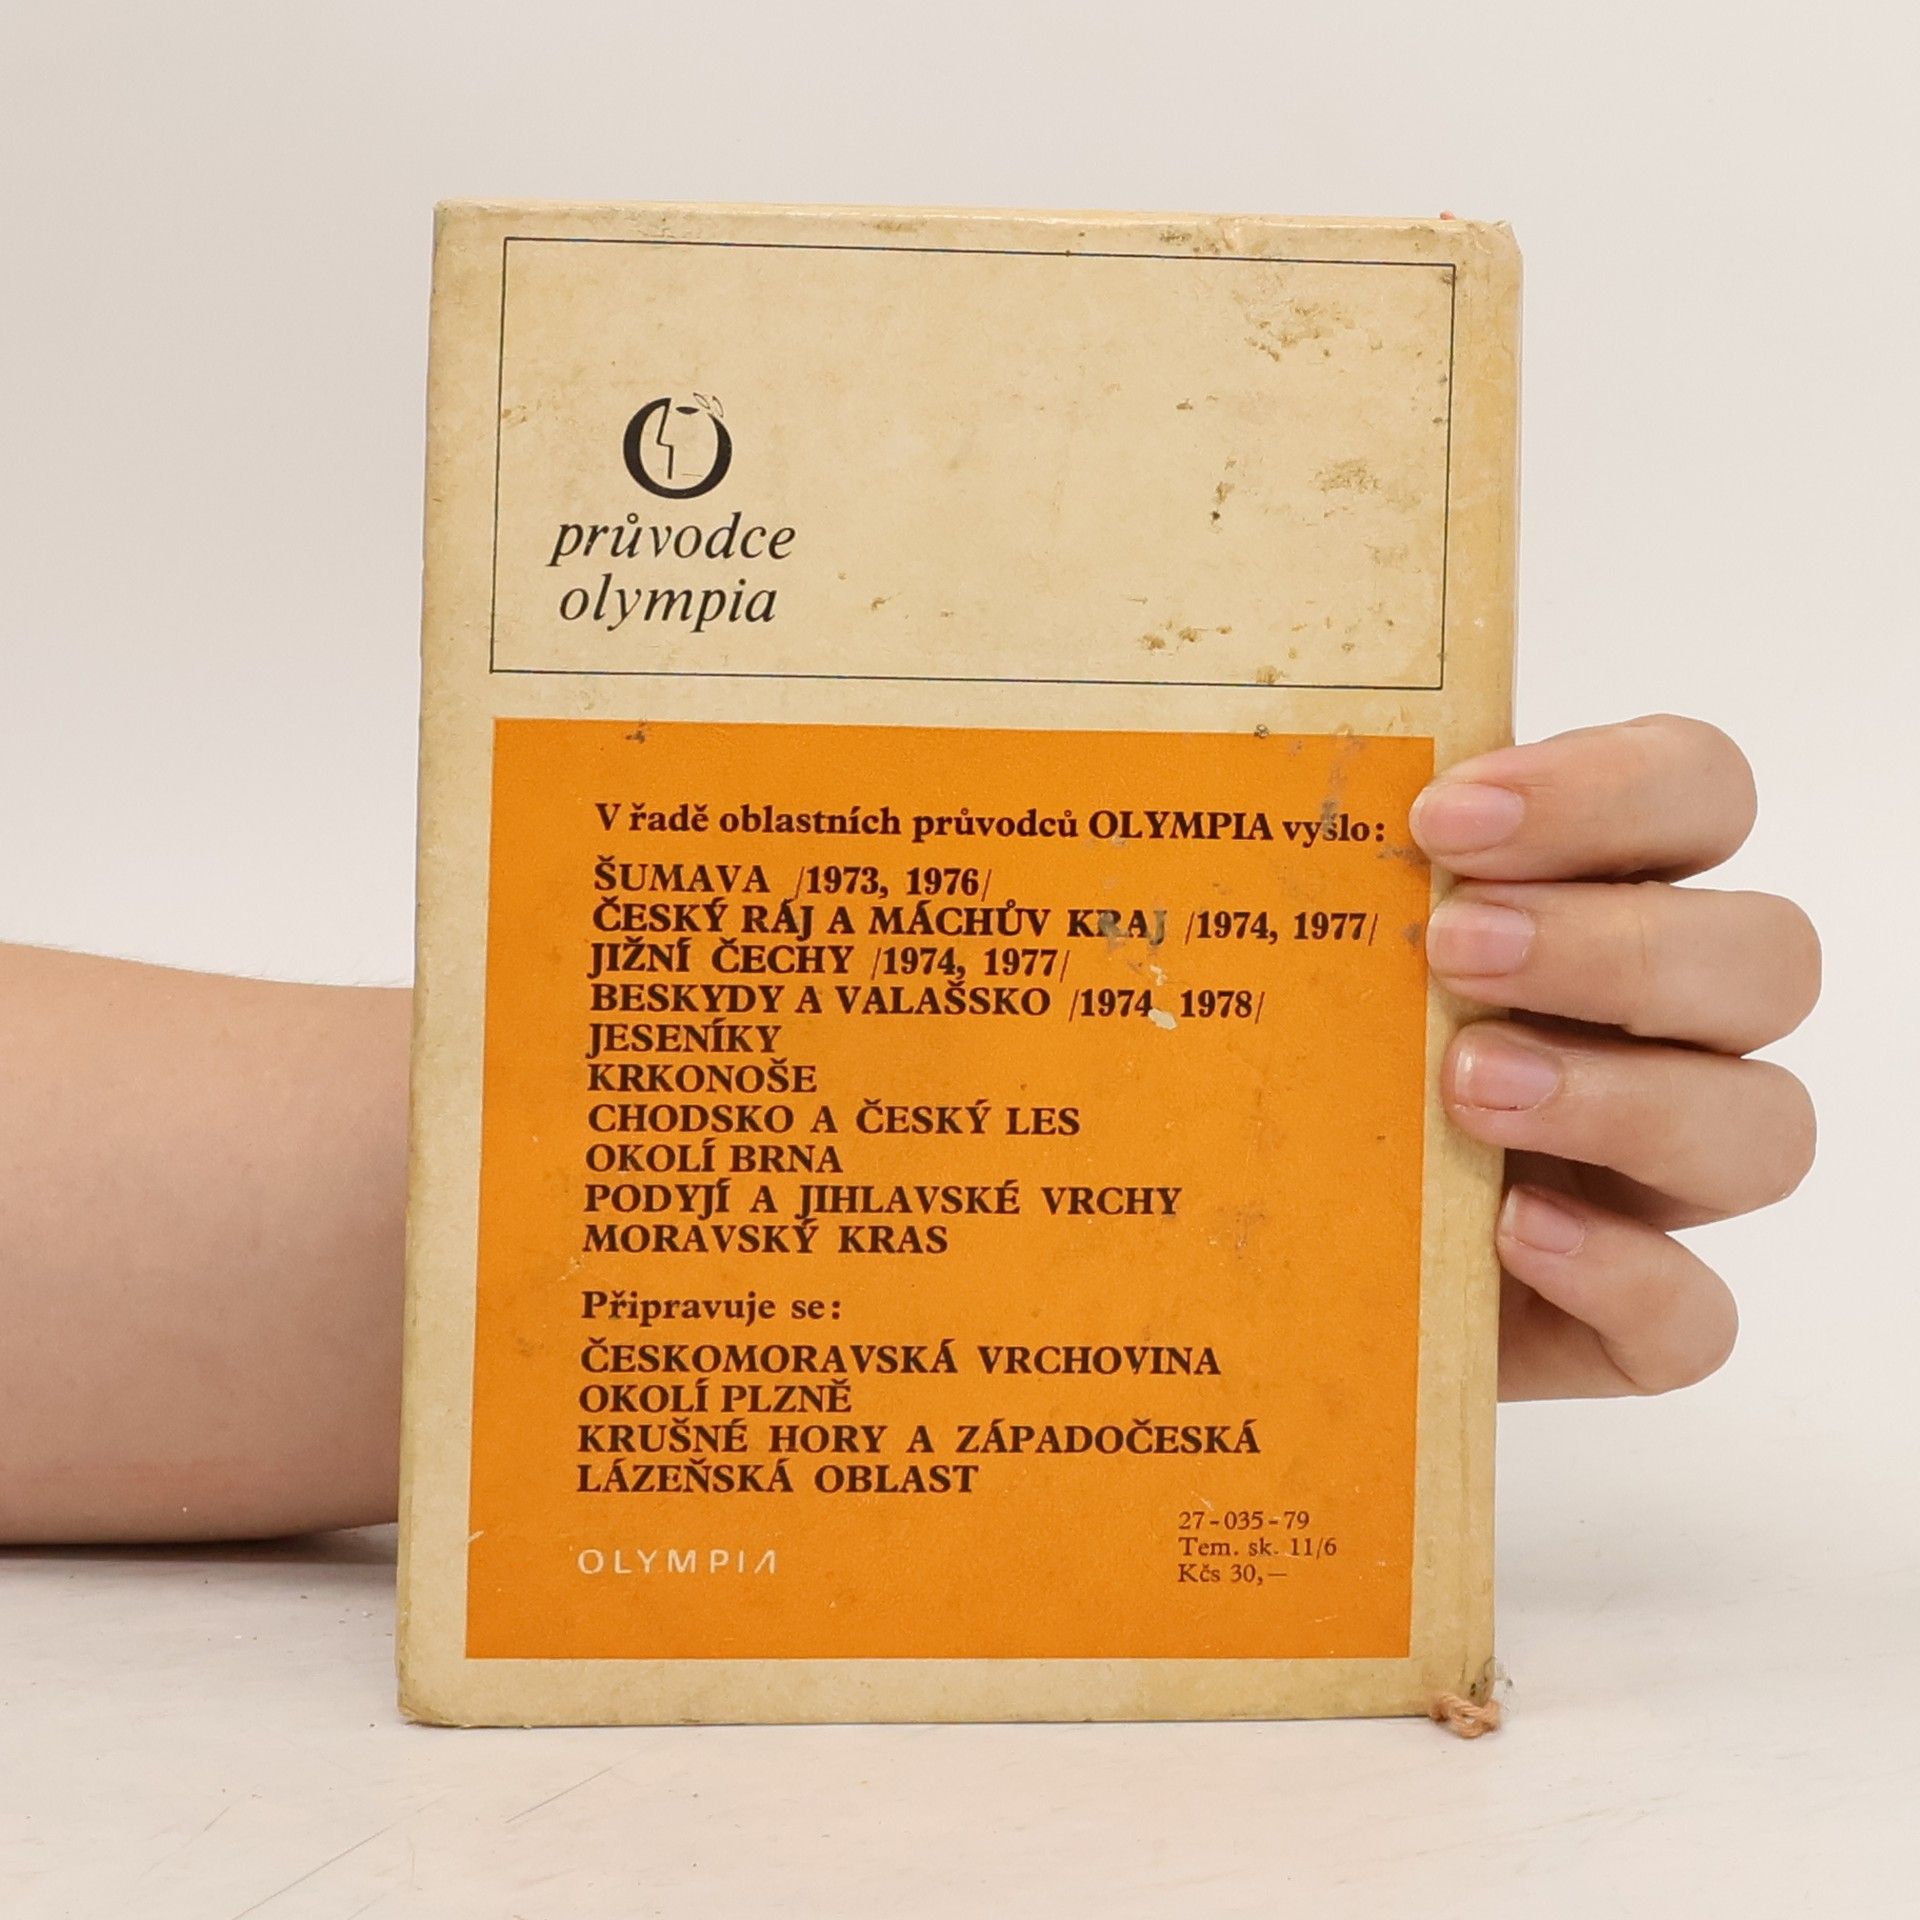 průvodce
olympia
V řadě oblastních průvodců OLYMPIA vyšlo:
ŠUMAVA /1973, 1976/
ČESKÝ RÁJ A MÁCHŮV KRAJ /1974, 1977/
JIŽNÍ ČECHY /1974, 1977/
BESKYDY A VALAŠSKO /1974, 1978/
JESENÍKY
KRKONOŠE
CHODSKO A ČESKÝ LES
OKOLÍ BRNA
PODYJÍ A JIHLAVSKÉ VRCHY
MORAVSKÝ KRAS
Připravuje se:
ČESKOMORAVSKÁ VRCHOVINA
OKOLÍ PLZNĚ
KRUŠNÉ HORY A ZÁPADOČESKÁ
LÁZEŇSKÁ OBLAST
27-035-79
Tem. sk. 11/6
Kčs 30,—
OLYMPIA